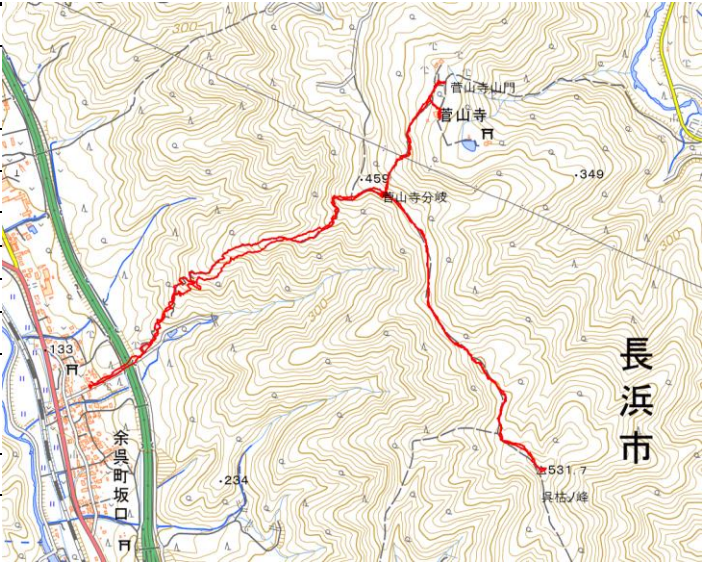 300
菅山寺山門
菅山寺
・459
菅山寺分岐
・349
300
300
・133
長浜市
余呉町坂口
・234
531.7
呉枯ノ峰